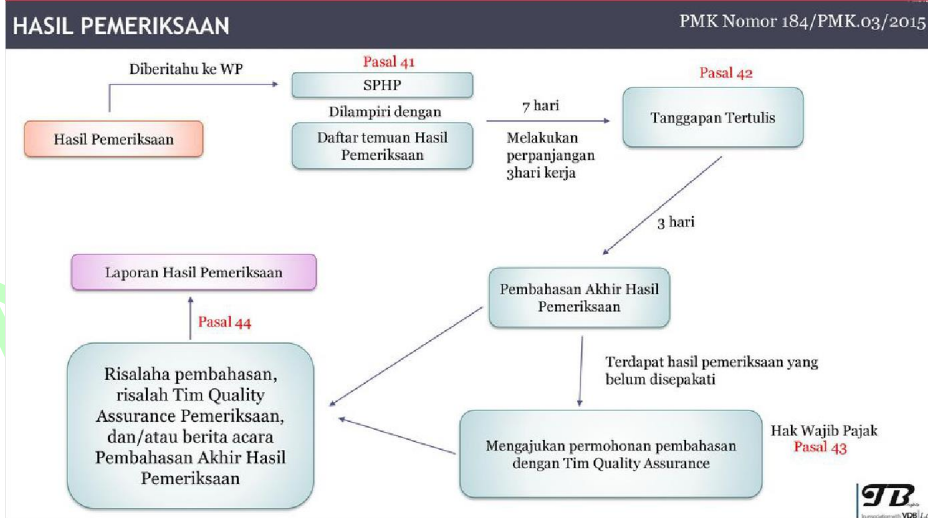 HASIL PEMERIKSAAN
PMK Nomor 184/PMK.03/2015
Diberitahu ke WP
Hasil Pemeriksaan
Pasal 41
SPHP
Dilampiri dengan
Daftar temuan Hasil
Pemeriksaan
7 hari
Melakukan
perpanjangan
3hari kerja
Pasal 42
Tanggapan Tertulis
3 hari
Pembahasan Akhir Hasil
Pemeriksaan
Terdapat hasil pemeriksaan yang
belum disepakati
Mengajukan permohonan pembahasan
dengan Tim Quality Assurance
Hak Wajib Pajak
Pasal 43
Laporan Hasil Pemeriksaan
Pasal 44
Risalaha pembahasan,
risalah Tim Quality
Assurance Pemeriksaan,
dan/atau berita acara
Pembahasan Akhir Hasil
Pemeriksaan
TB
VDB